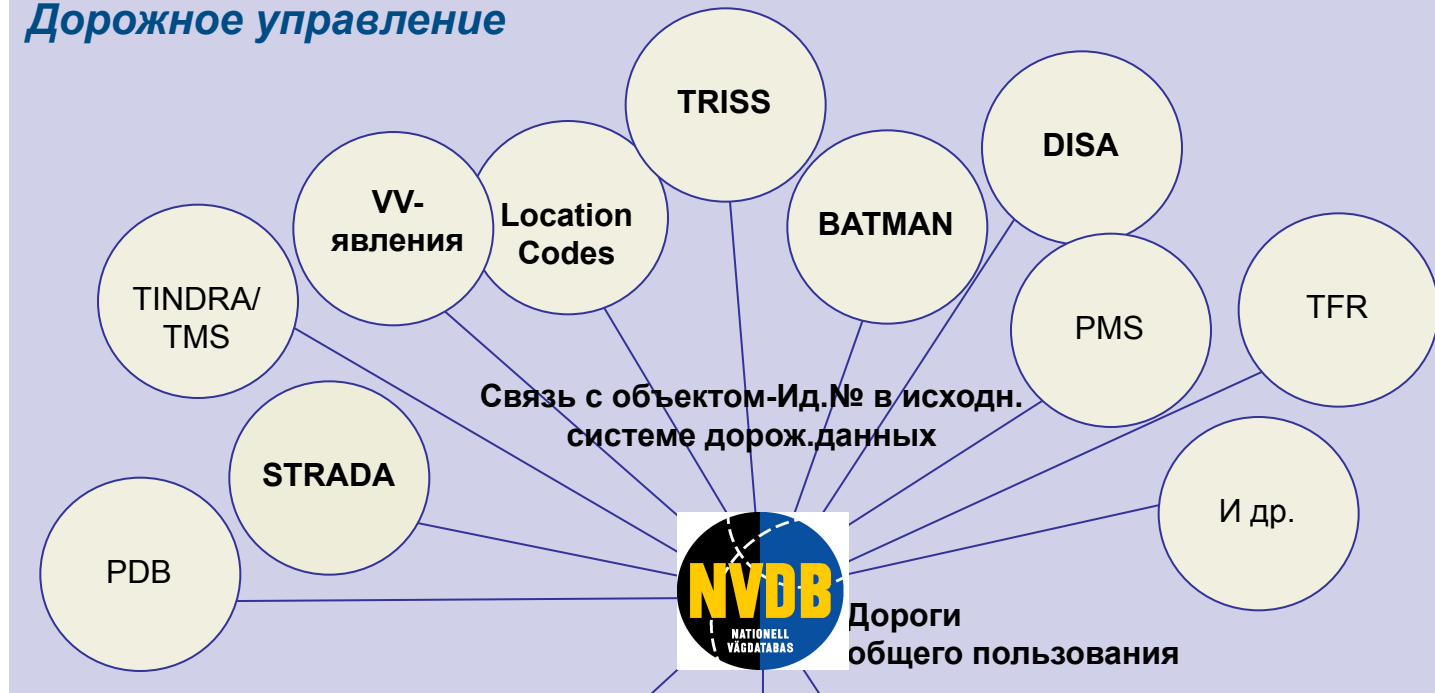 Дорожное управление
TRISS
DISA
VV-
явления
Location
Codes
BATMAN
TINDRA/
TMS
PMS
TFR
Связь с объектом-Ид.№ в исходн.
системе дорож.данных
STRADA
И др.
PDB
NVDB
NATIONELL
VÄGDATABAS
Дороги
общего пользования